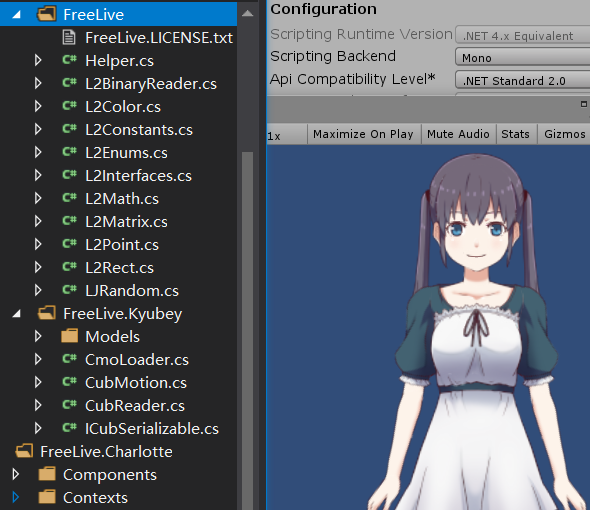 FreeLive
FreeLive.LICENSE.txt
C# Helper.cs
C# L2BinaryReader.cs
C# L2Color.cs
C# L2Constants.cs
C# L2Enums.cs
C# L2Interfaces.cs
C# L2Math.cs
C# L2Matrix.cs
C# L2Point.cs
C# L2Rect.cs
C# LJRandom.cs
FreeLive.Kyubey
Models
C# CmoLoader.cs
C# CubMotion.cs
C# CubReader.cs
C# ICubSerializable.cs
FreeLive.Charlotte
Components
Contexts
Configuration
Scripting Runtime Version .NET 4.x Equivalent
Scripting Backend Mono
Api Compatibility Level* .NET Standard 2.0
1x Maximize On Play Mute Audio Stats Gizmos